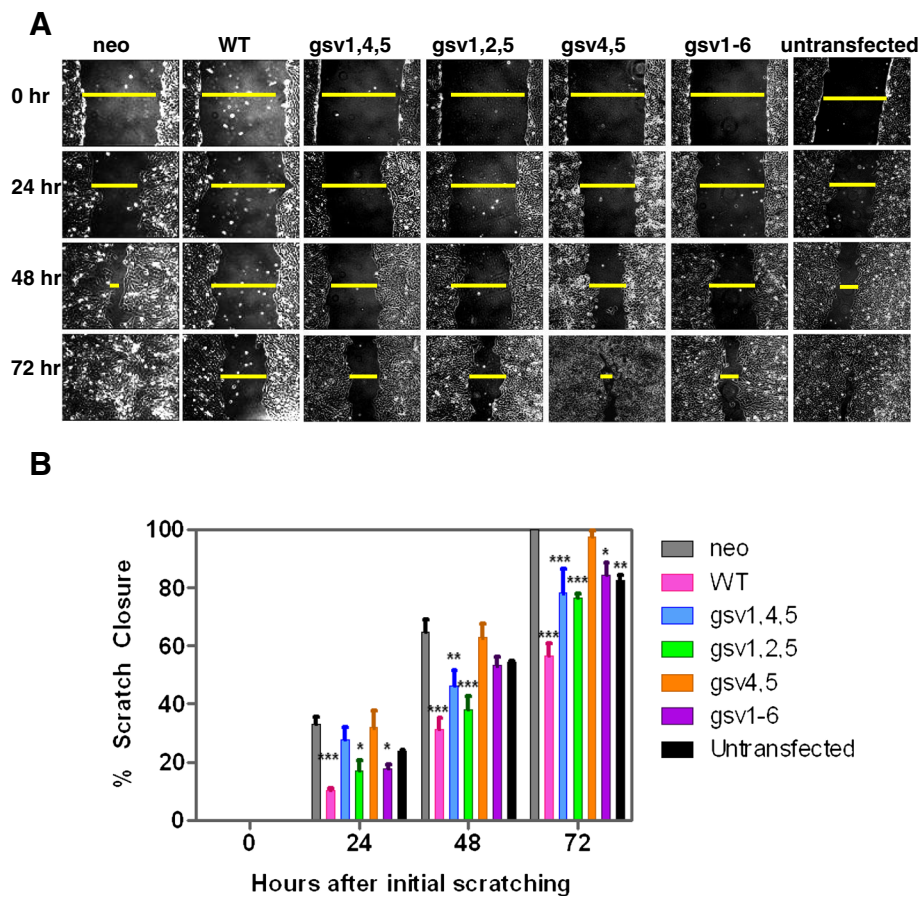 A
neo WT gsv1,4,5 gsv1,2,5 gsv4,5 gsv1-6 untransfected
0 hr
24 hr
48 hr
72 hr
B
% Scratch Closure
100
80
60
40
20
0
*** * *
*** ** ***
*** *** *** * **
0 24 48 72
Hours after initial scratching
neo
WT
gsv1,4,5
gsv1,2,5
gsv4,5
gsv1-6
Untransfected